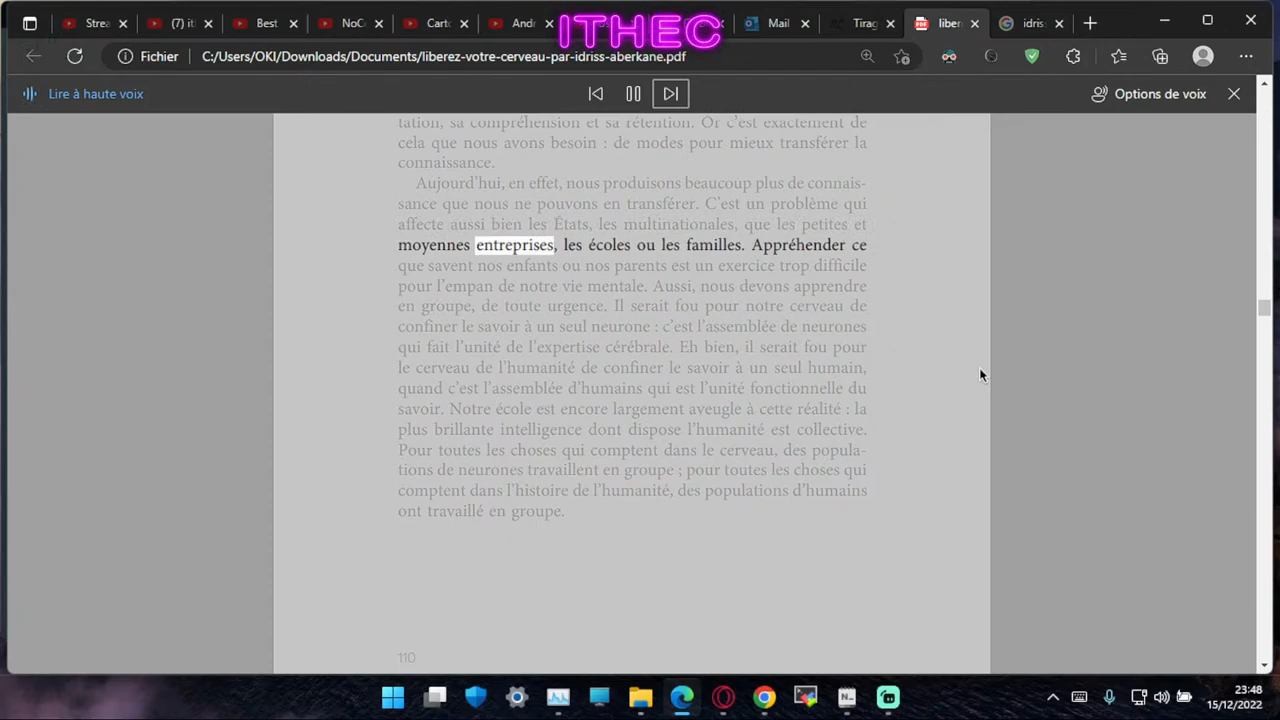 Strea
(7) it
Best
NoC
Carto
And
ITHEC
Mail
Tirag
liber
idris
Fichier
C:/Users/OKI/Downloads/Documents/liberez-votre-cerveau-par-idriss-aberkane.pdf
Lire à haute voix
Options de voix
tation, sa compréhension et sa rétention. Or c'est exactement de
cela que nous avons besoin : de modes pour mieux transférer la
connaissance.
Aujourd'hui, en effet, nous produisons beaucoup plus de connais-
sance que nous ne pouvons en transférer. C'est un problème qui
affecte aussi bien les États, les multinationales, que les petites et
moyennes entreprises, les écoles ou les familles. Appréhender ce
que savent nos enfants ou nos parents est un exercice trop difficile
pour l'empan de notre vie mentale. Aussi, nous devons apprendre
en groupe, de toute urgence. Il serait fou pour notre cerveau de
confiner le savoir à un seul neurone : c'est l'assemblée de neurones
qui fait l'unité de l'expertise cérébrale. Eh bien, il serait fou pour
le cerveau de l'humanité de confiner le savoir à un seul humain,
quand c'est l'assemblée d'humains qui est l'unité fonctionnelle du
savoir. Notre école est encore largement aveugle à cette réalité : la
plus brillante intelligence dont dispose l'humanité est collective.
Pour toutes les choses qui comptent dans le cerveau, des popula-
tions de neurones travaillent en groupe ; pour toutes les choses qui
comptent dans l'histoire de l'humanité, des populations d'humains
ont travaillé en groupe.
110
23:48
15/12/2022